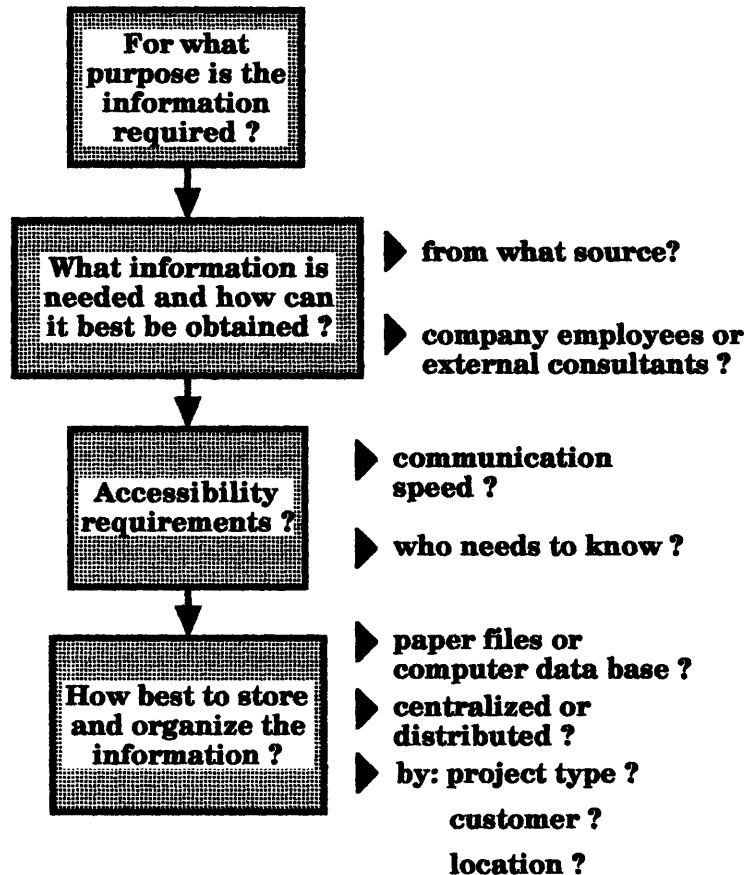 For what
purpose is the
information
required ?
What information is
needed and how can
it best be obtained ?
from what source?
company employees or
external consultants ?
Accessibility
requirements ?
communication
speed ?
who needs to know ?
How best to store
and organize the
information ?
paper files or
computer data base ?
centralized or
distributed ?
by: project type ?
customer ?
location ?